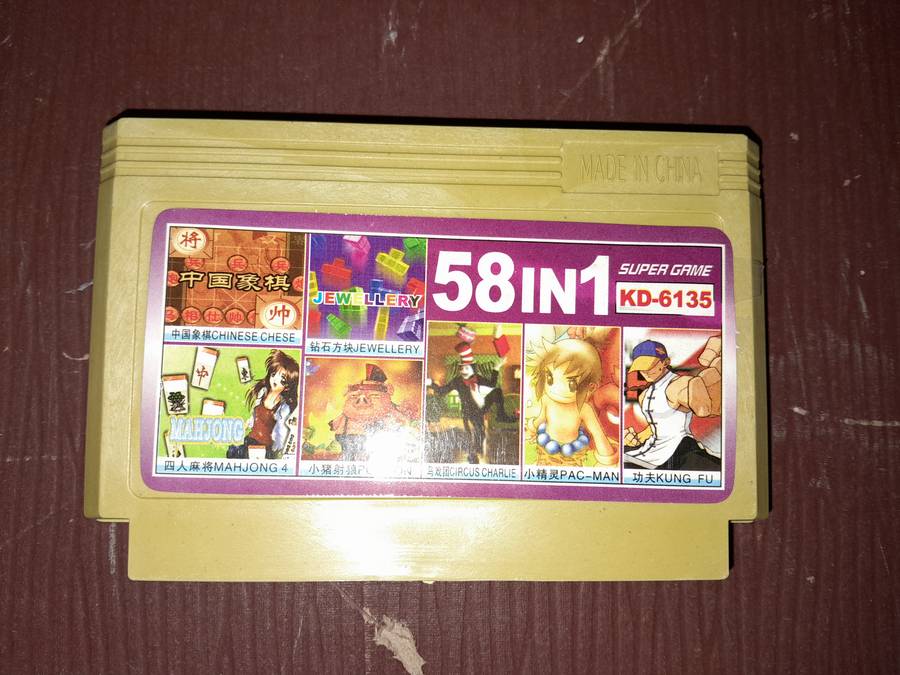 MADE IN CHINA
58IN1
SUPER GAME
KD-6135
将
中国象棋
帅
中国象棋CHINESE CHESE
JEWELLERY
钻石方块JEWELLERY
MAHJONG
四人麻将MAHJONG 4
小猪射狼
马戏团CIRCUS CHARLIE
小精灵PAC-MAN
功夫KUNG FU